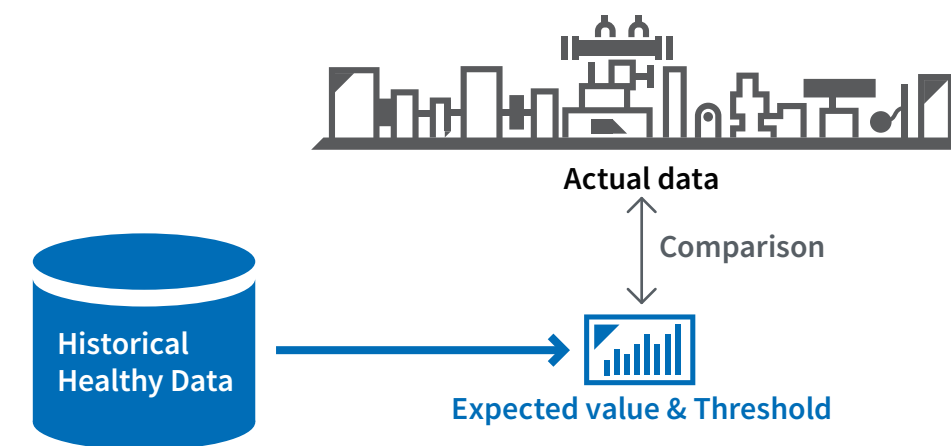 Actual data
Comparison
Historical
Healthy Data
Expected value & Threshold